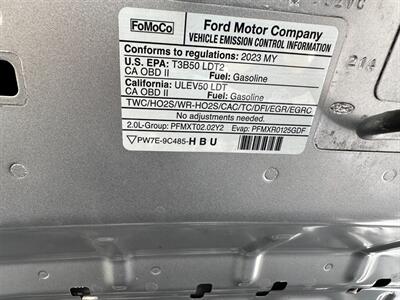 FoMoCo
Ford Motor Company
VEHICLE EMISSION CONTROL INFORMATION
Conforms to regulations: 2023 MY
U.S. EPA: T3B50 LDT2
CA OBD II Fuel: Gasoline
California: ULEV50 LDT
CA OBD II Fuel: Gasoline
TWC/HO2S/WR-HO2S/CAC/TC/DFI/EGR/EGRC
No adjustments needed.
2.0L-Group: PFMXT02.02Y2 Evap: PFMXR0125GDF
PW7E-9C485-HBU